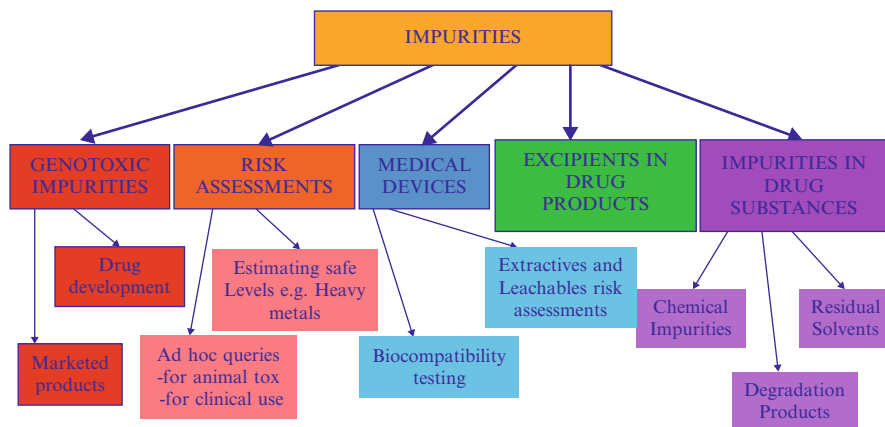 IMPURITIES
GENOTOXIC
IMPURITIES
RISK
ASSESSMENTS
MEDICAL
DEVICES
EXCIPIENTS IN
DRUG
PRODUCTS
IMPURITIES IN
DRUG
SUBSTANCES
Drug
development
Estimating safe
Levels e.g. Heavy
metals
Extractives and
Leachables risk
assessments
Chemical
Impurities
Residual
Solvents
Marketed
products
Ad hoc queries
-for animal tox
-for clinical use
Biocompatibility
testing
Degradation
Products